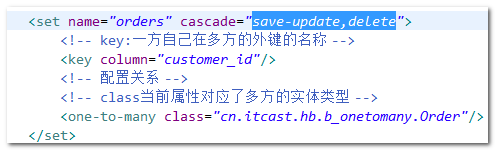 <set name="orders" cascade="save-update,delete">
<!-- key:一方自己在多方的外键的名称 -->
<key column="customer_id"/>
<!-- 配置关系 -->
<!-- class当前属性对应了多方的实体类型 -->
<one-to-many class="cn.itcast.hb.b_onetomany.Order"/>
</set>